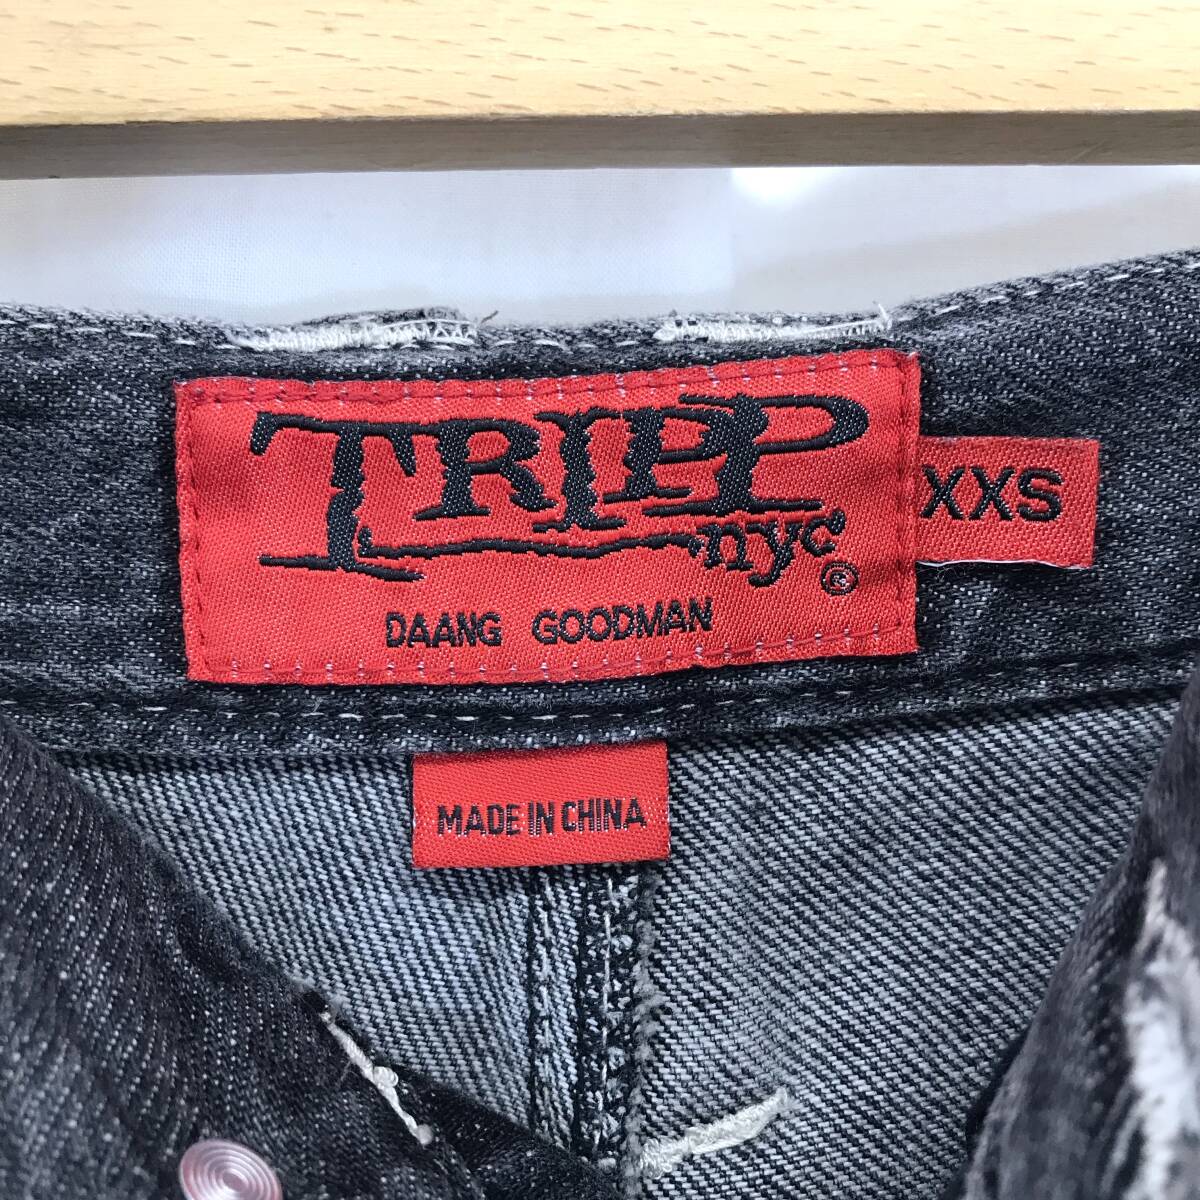 TRIPP
nyc ®
DAANG GOODMAN
XXS
MADE IN CHINA